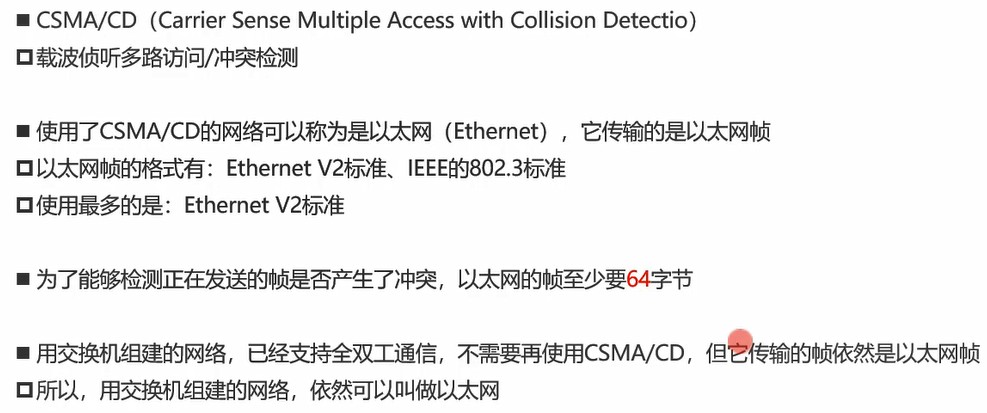 ■ CSMA/CD（Carrier Sense Multiple Access with Collision Detectio）
□ 载波侦听多路访问/冲突检测
■ 使用了CSMA/CD的网络可以称为是以太网（Ethernet），它传输的是以太网帧
□ 以太网帧的格式有：Ethernet V2标准、IEEE的802.3标准
□ 使用最多的是：Ethernet V2标准
■ 为了能够检测正在发送的帧是否产生了冲突，以太网的帧至少要64字节
■ 用交换机组建的网络，已经支持全双工通信，不需要再使用CSMA/CD，但它传输的帧依然是以太网帧
□ 所以，用交换机组建的网络，依然可以叫做以太网